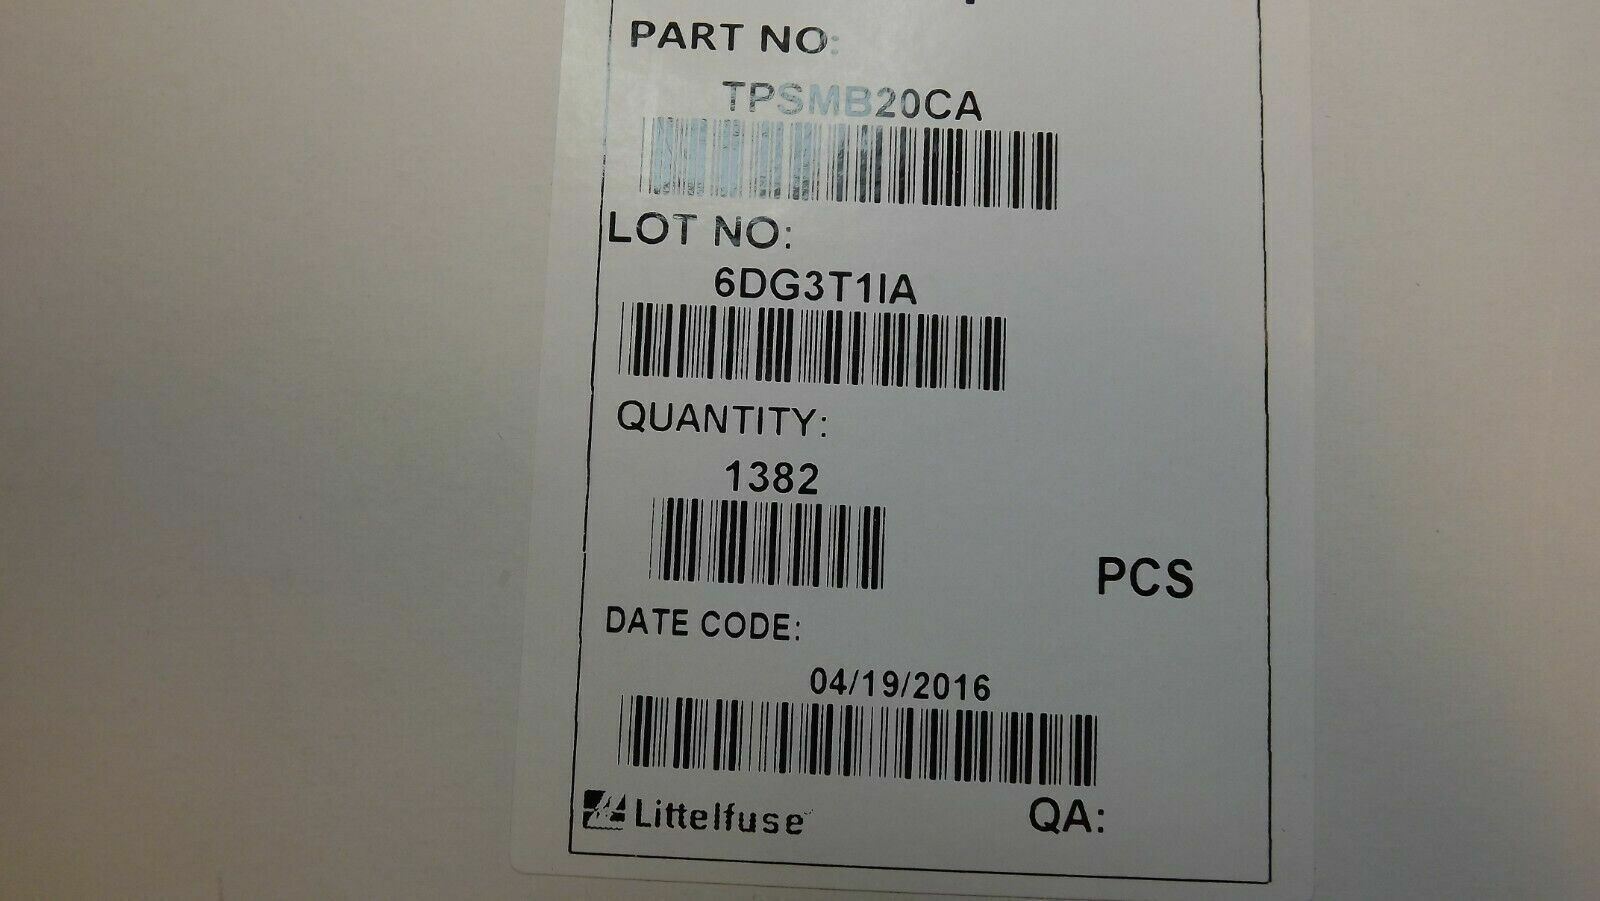 PART NO:
TPSMB20CA
LOT NO:
6DG3T1IA
QUANTITY:
1382
PCS
DATE CODE:
04/19/2016
Littelfuse
QA: